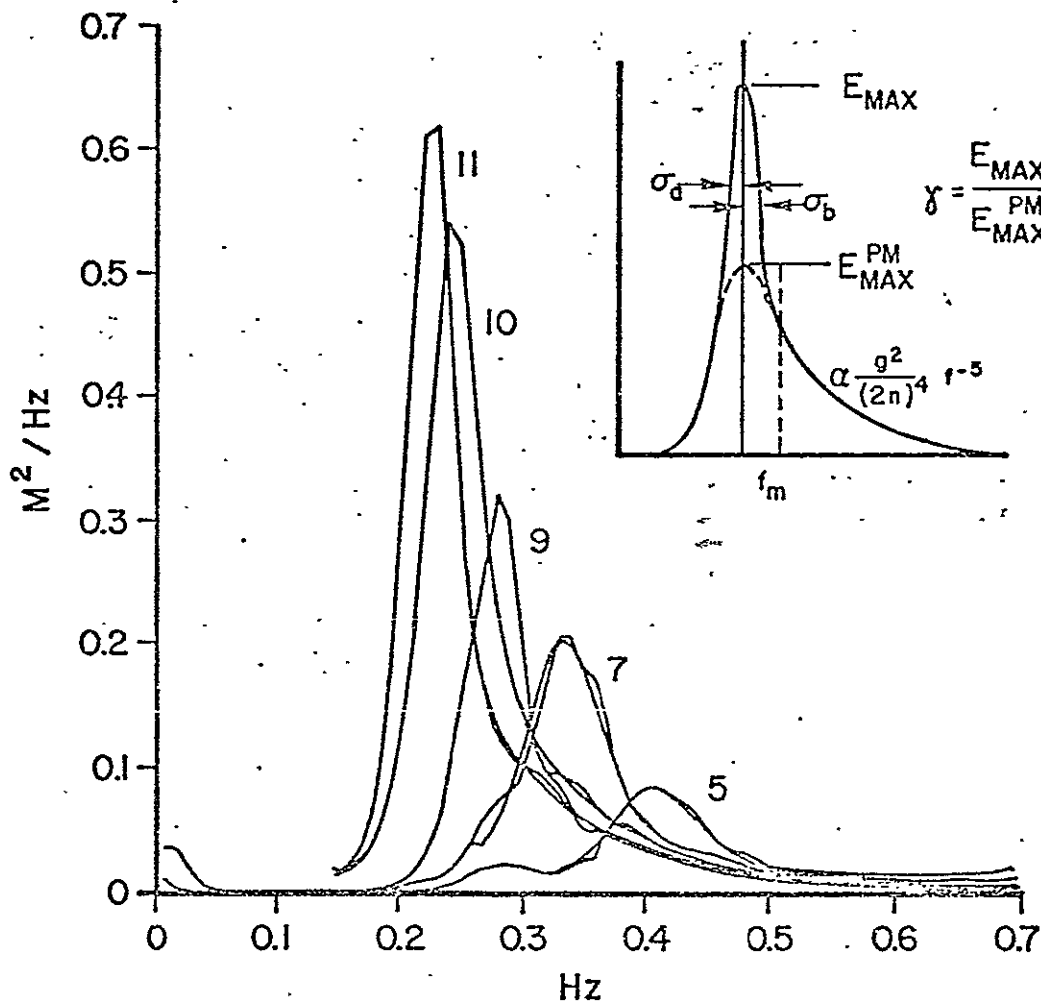 0.7
0.6
0.5
0.4
0.3
0.2
0.1
0
M²/Hz
0 0.1 0.2 0.3 0.4 0.5 0.6 0.7
Hz
11
10
9
7
5
E_MAX
σ_a
σ_b
γ = E_MAX / E_MAX^PM
E_MAX^PM
α g²/(2n)⁴ f⁻⁵
f_m